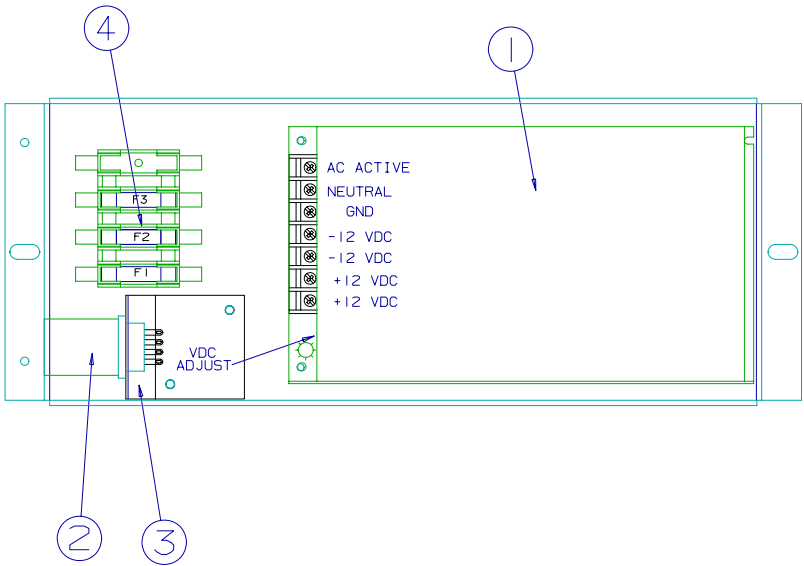 4
1
AC ACTIVE
NEUTRAL
GND
-12 VDC
-12 VDC
+12 VDC
+12 VDC
F3
F2
F1
VDC
ADJUST
2
3